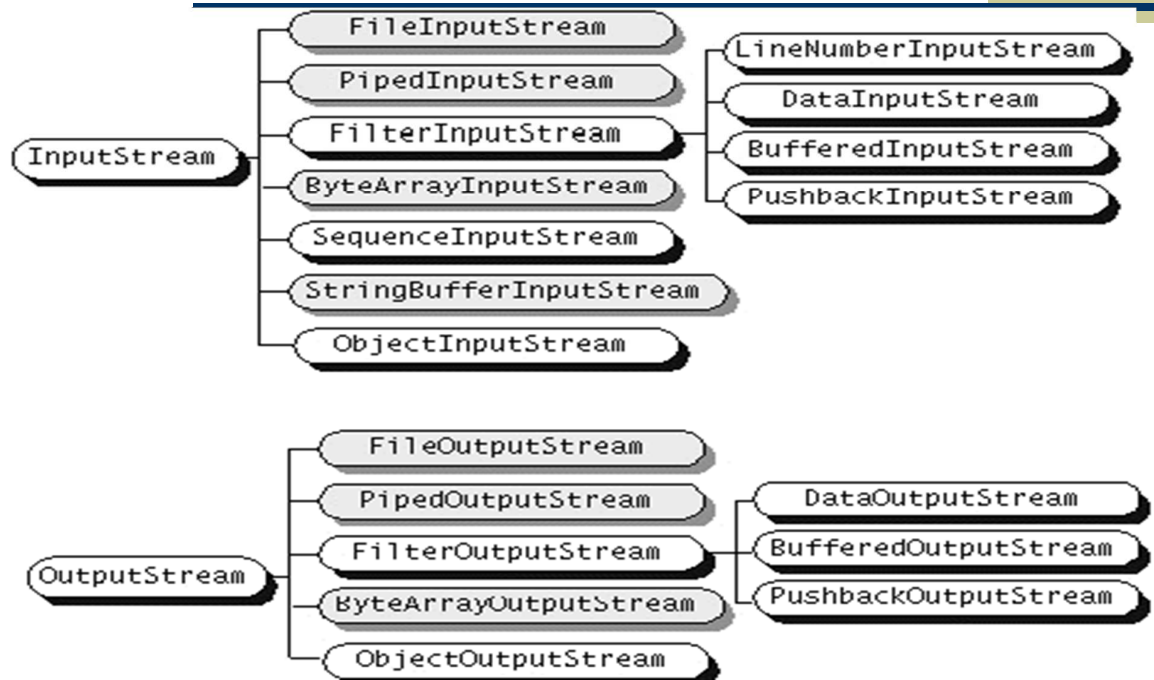 FileInputStream
PipedInputStream
FilterInputStream
InputStream
ByteArrayInputStream
SequenceInputStream
StringBufferInputStream
ObjectInputStream
LineNumberInputStream
DataInputStream
BufferedInputStream
PushbackInputStream
FileOutputStream
PipedOutputStream
FilterOutputStream
OutputStream
ByteArrayOutputStream
ObjectOutputStream
DataOutputStream
BufferedOutputStream
PushbackOutputStream